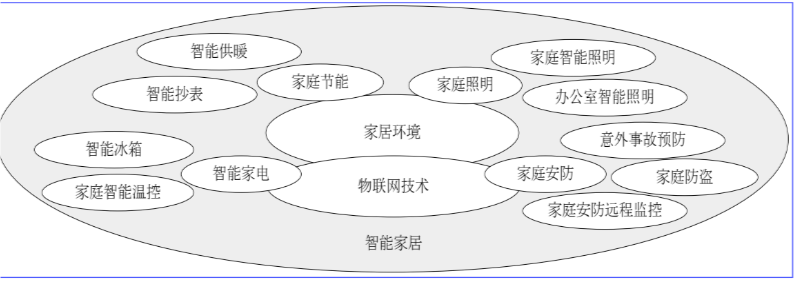 智能供暖
家庭智能照明
家庭节能
家庭照明
智能抄表
办公室智能照明
家居环境
意外事故预防
智能冰箱
智能家电
家庭安防
家庭防盗
物联网技术
家庭智能温控
家庭安防远程监控
智能家居